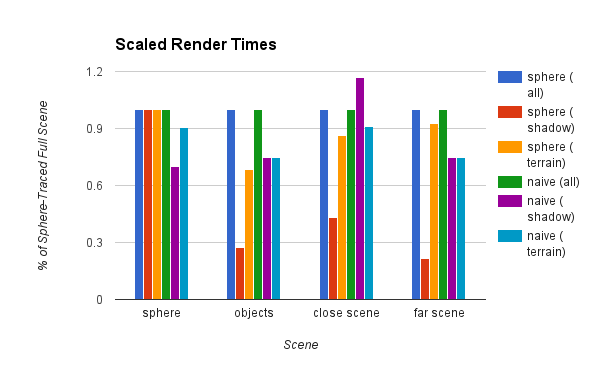 Scaled Render Times
% of Sphere-Traced Full Scene
1.2
0.9
0.6
0.3
0
sphere
objects
close scene
far scene
Scene
sphere (
all)
sphere (
shadow)
sphere (
terrain)
naive (all)
naive (
shadow)
naive (
terrain)